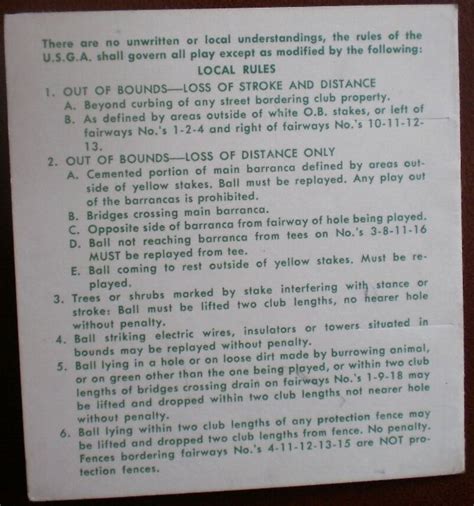 There are no unwritten or local understandings, the rules of the
U.S.G.A. shall govern all play except as modified by the following:
LOCAL RULES
1. OUT OF BOUNDS—LOSS OF STROKE AND DISTANCE
A. Beyond curbing of any street bordering club property.
B. As defined by areas outside of white O.B. stakes, or left of
fairways No.'s 1-2-4 and right of fairways No.'s 10-11-12-
13.
2. OUT OF BOUNDS—LOSS OF DISTANCE ONLY
A. Cemented portion of main barranca defined by areas out-
side of yellow stakes. Ball must be replayed. Any play out
of the barrancas is prohibited.
B. Bridges crossing main barranca.
C. Opposite side of barranca from fairway of hole being played.
D. Ball not reaching barranca from tees on No.'s 3-8-11-16
MUST be replayed from tee.
E. Ball coming to rest outside of yellow stakes. Must be re-
played.
3. Trees or shrubs marked by stake interfering with stance or
stroke: Ball must be lifted two club lengths, no nearer hole
without penalty.
4. Ball striking electric wires, insulators or towers situated in
bounds may be replayed without penalty.
5. Ball lying in a hole or on loose dirt made by burrowing animal,
or on green other than the one being played, or within two club
lengths of bridges crossing drain on fairways No.'s 1-9-18 may
be lifted and dropped within two club lengths not nearer hole
without penalty.
6. Ball lying within two club lengths of any protection fence may
be lifted and dropped two club lengths from fence. No penalty.
Fences bordering fairways No.'s 4-11-12-13-15 are NOT pro-
tection fences.